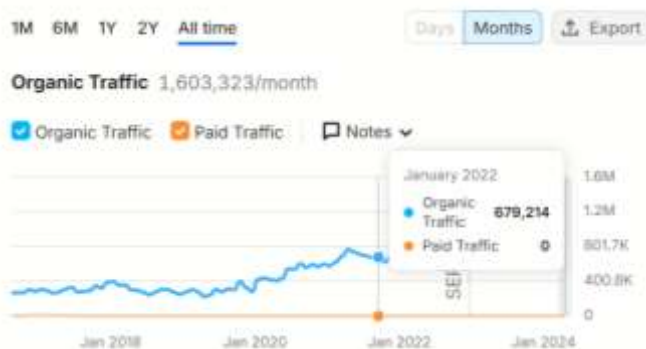 1M 6M 1Y 2Y All time Days Months Export
Organic Traffic 1,603,323/month
Organic Traffic Paid Traffic Notes
January 2022
Organic Traffic 679,214
Paid Traffic 0
1.6M
1.2M
801.7K
400.8K
0
SER
Jan 2018 Jan 2020 Jan 2022 Jan 2024